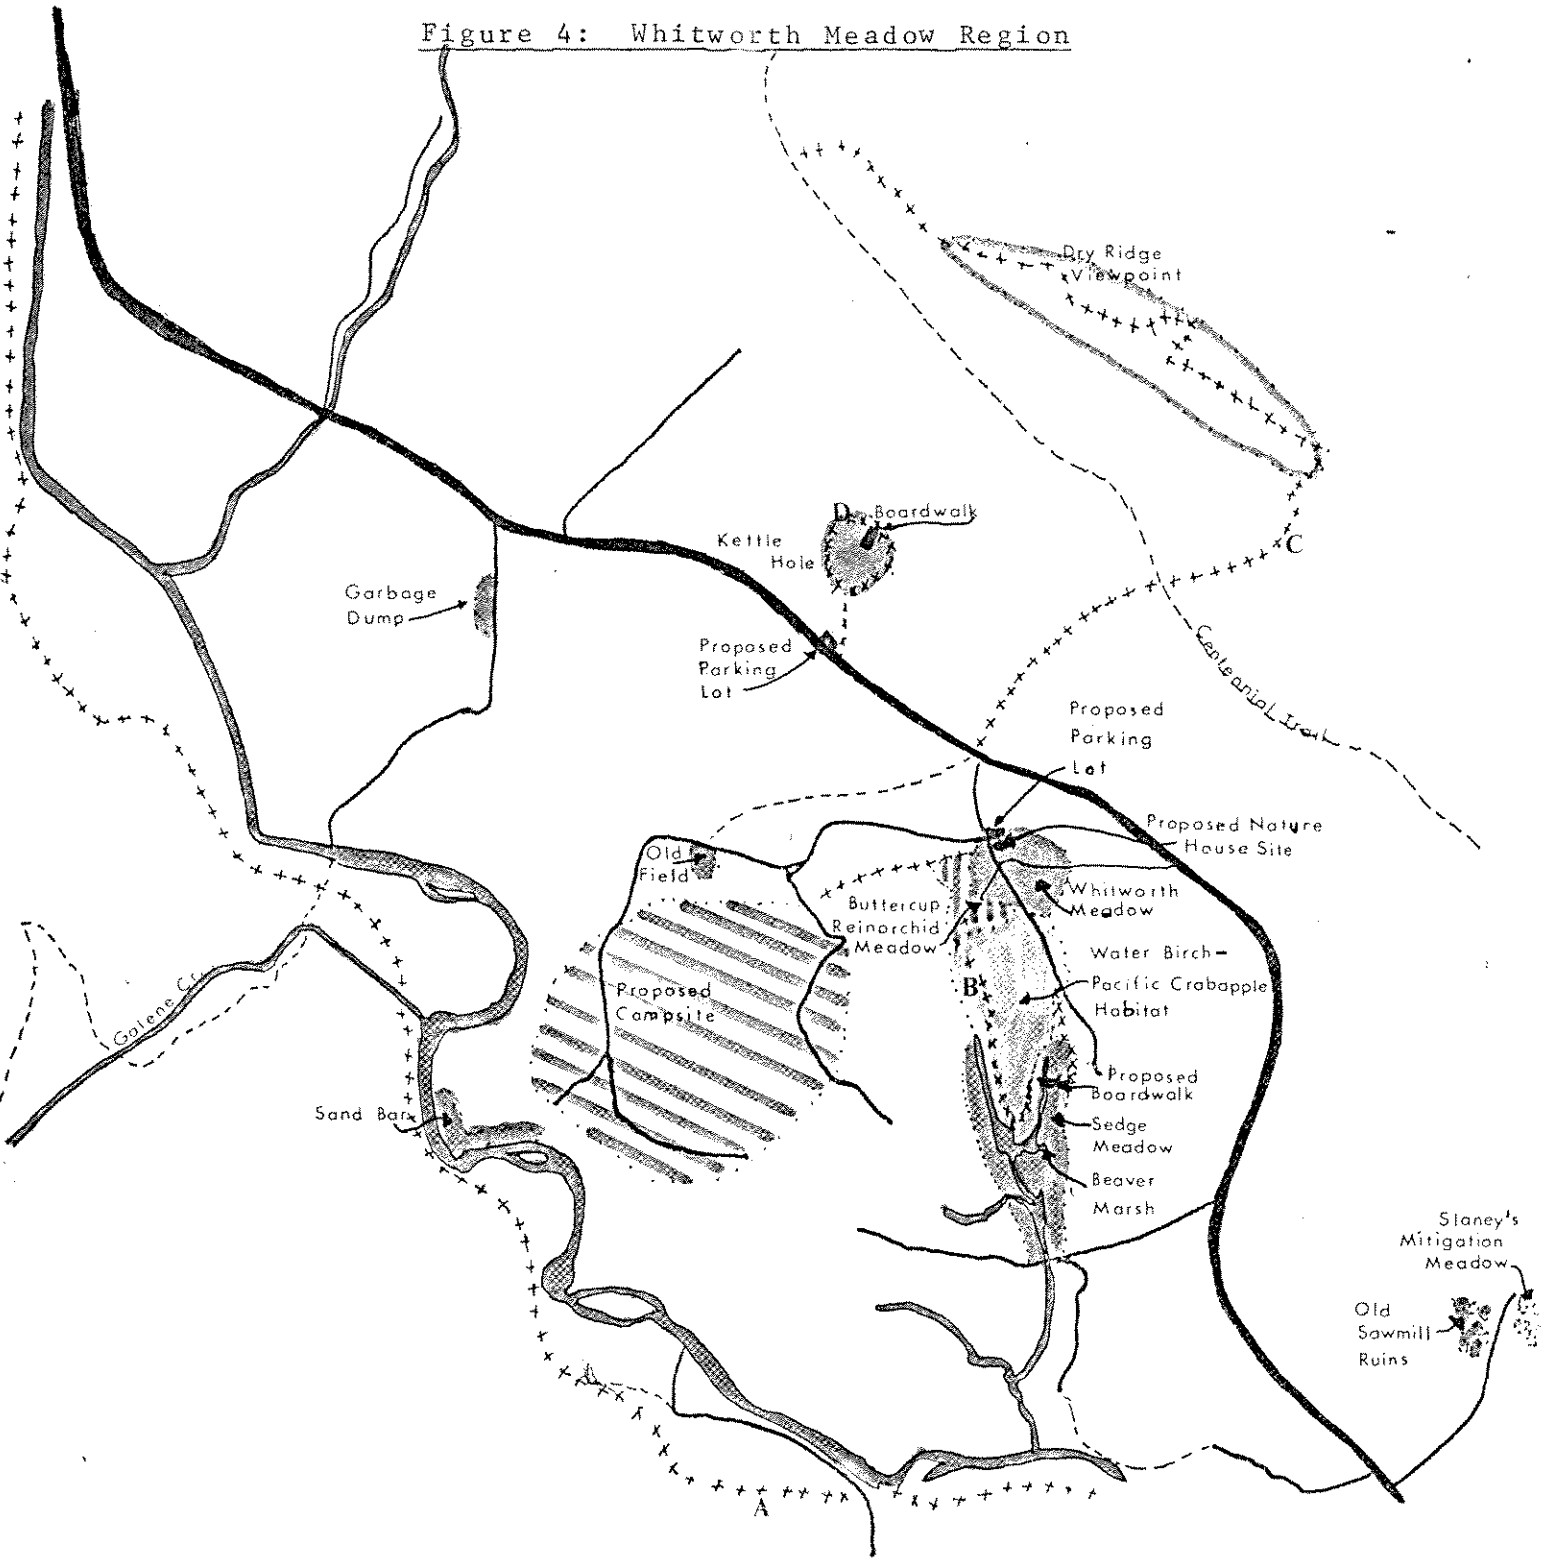 Figure 4: Whitworth Meadow Region
Dry Ridge
Viewpoint
D
Boardwalk
Kettle
Hole
C
Garbage
Dump
Proposed
Parking
Lot
Centenial Trail
Proposed
Parking
Lot
Proposed Nature
House Site
Old
Field
Whitworth
Meadow
Buttercup
Reinorchid
Meadow
Water Birch-
Pacific Crabapple
Habitat
B
Proposed
Campsite
Galene Cr.
Proposed
Boardwalk
Sand Bar
Sedge
Meadow
Beaver
Marsh
Slaney's
Mitigation
Meadow
Old
Sawmill
Ruins
A